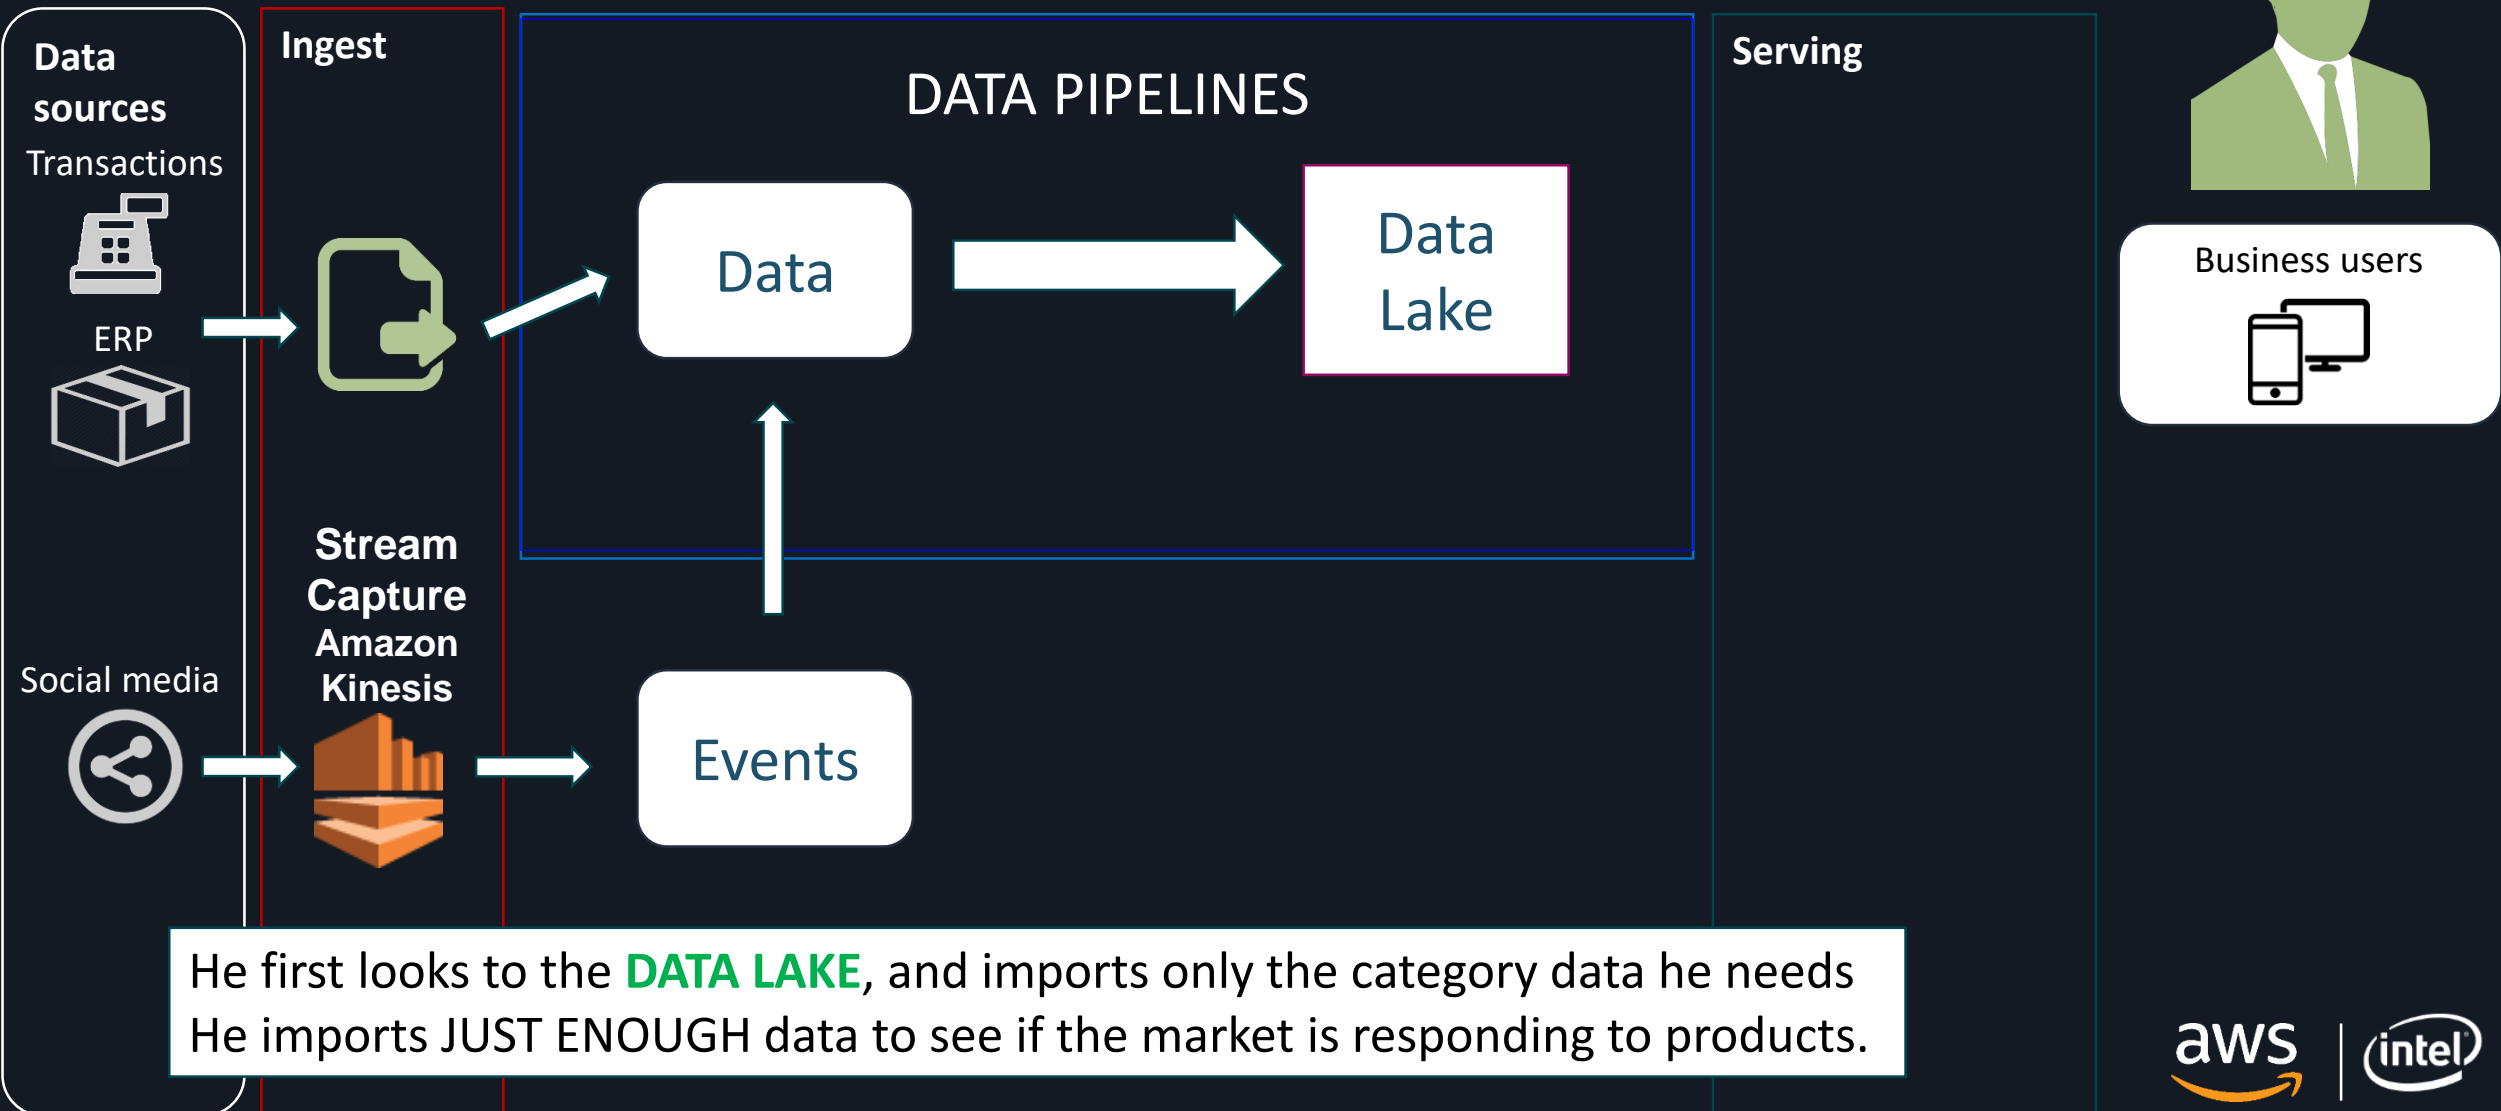 Data
sources
Transactions
ERP
Social media
Ingest
Stream
Capture
Amazon
Kinesis
DATA PIPELINES
Data
Data
Lake
Events
Serving
Business users
He first looks to the DATA LAKE, and imports only the category data he needs
He imports JUST ENOUGH data to see if the market is responding to products.
aws
intel